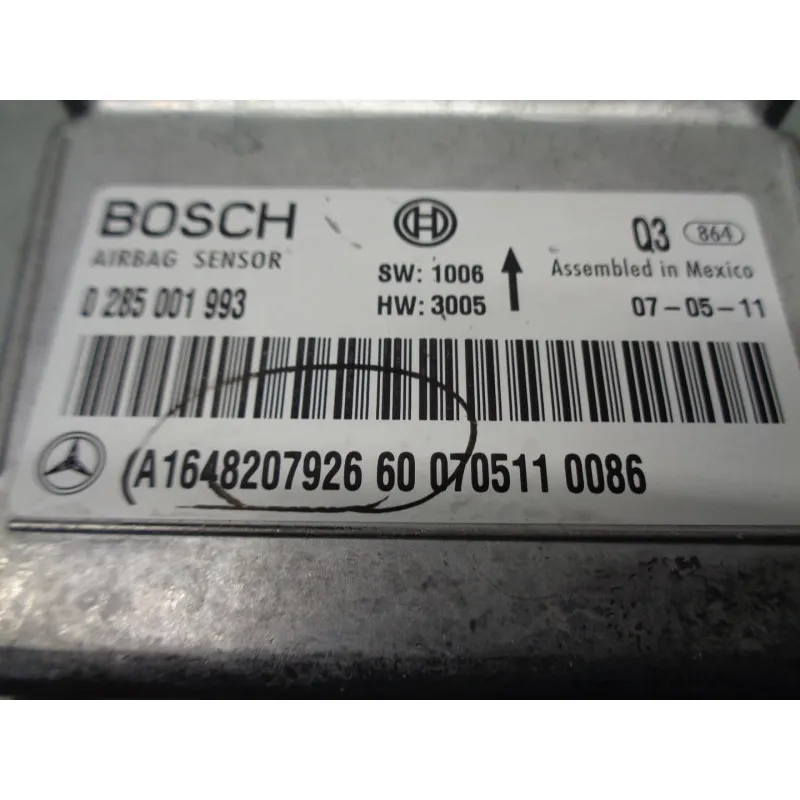 BOSCH
AIRBAG SENSOR
0 285 001 993
SW: 1006
HW: 3005
Q3 864
Assembled in Mexico
07-05-11
(A1648207926 60 070511 0086